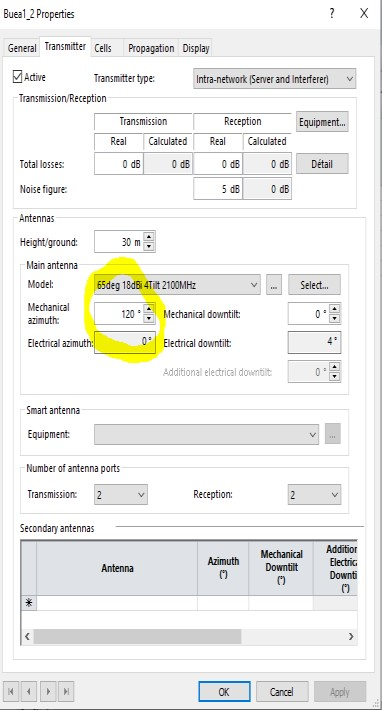 Buea1_2 Properties ? X
General Transmitter Cells Propagation Display
Active Transmitter type: Intra-network (Server and Interferer)
Transmission/Reception
Transmission Reception Equipment...
Real Calculated Real Calculated
Total losses: 0 dB 0 dB 0 dB 0 dB Détail
Noise figure: 5 dB 0 dB
Antennas
Height/ground: 30 m
Main antenna
Model: 65deg 18dBi 4Tilt 2100MHz ... Select...
Mechanical azimuth: 120 ° Mechanical downtilt: 0 °
Electrical azimuth: 0 ° Electrical downtilt: 4 °
Additional electrical downtilt: 0 °
Smart antenna
Equipment: ...
Number of antenna ports
Transmission: 2 Reception: 2
Secondary antennas
Antenna Azimuth (°) Mechanical Downtilt (°) Addition Electric Downti (°)
OK Cancel Apply